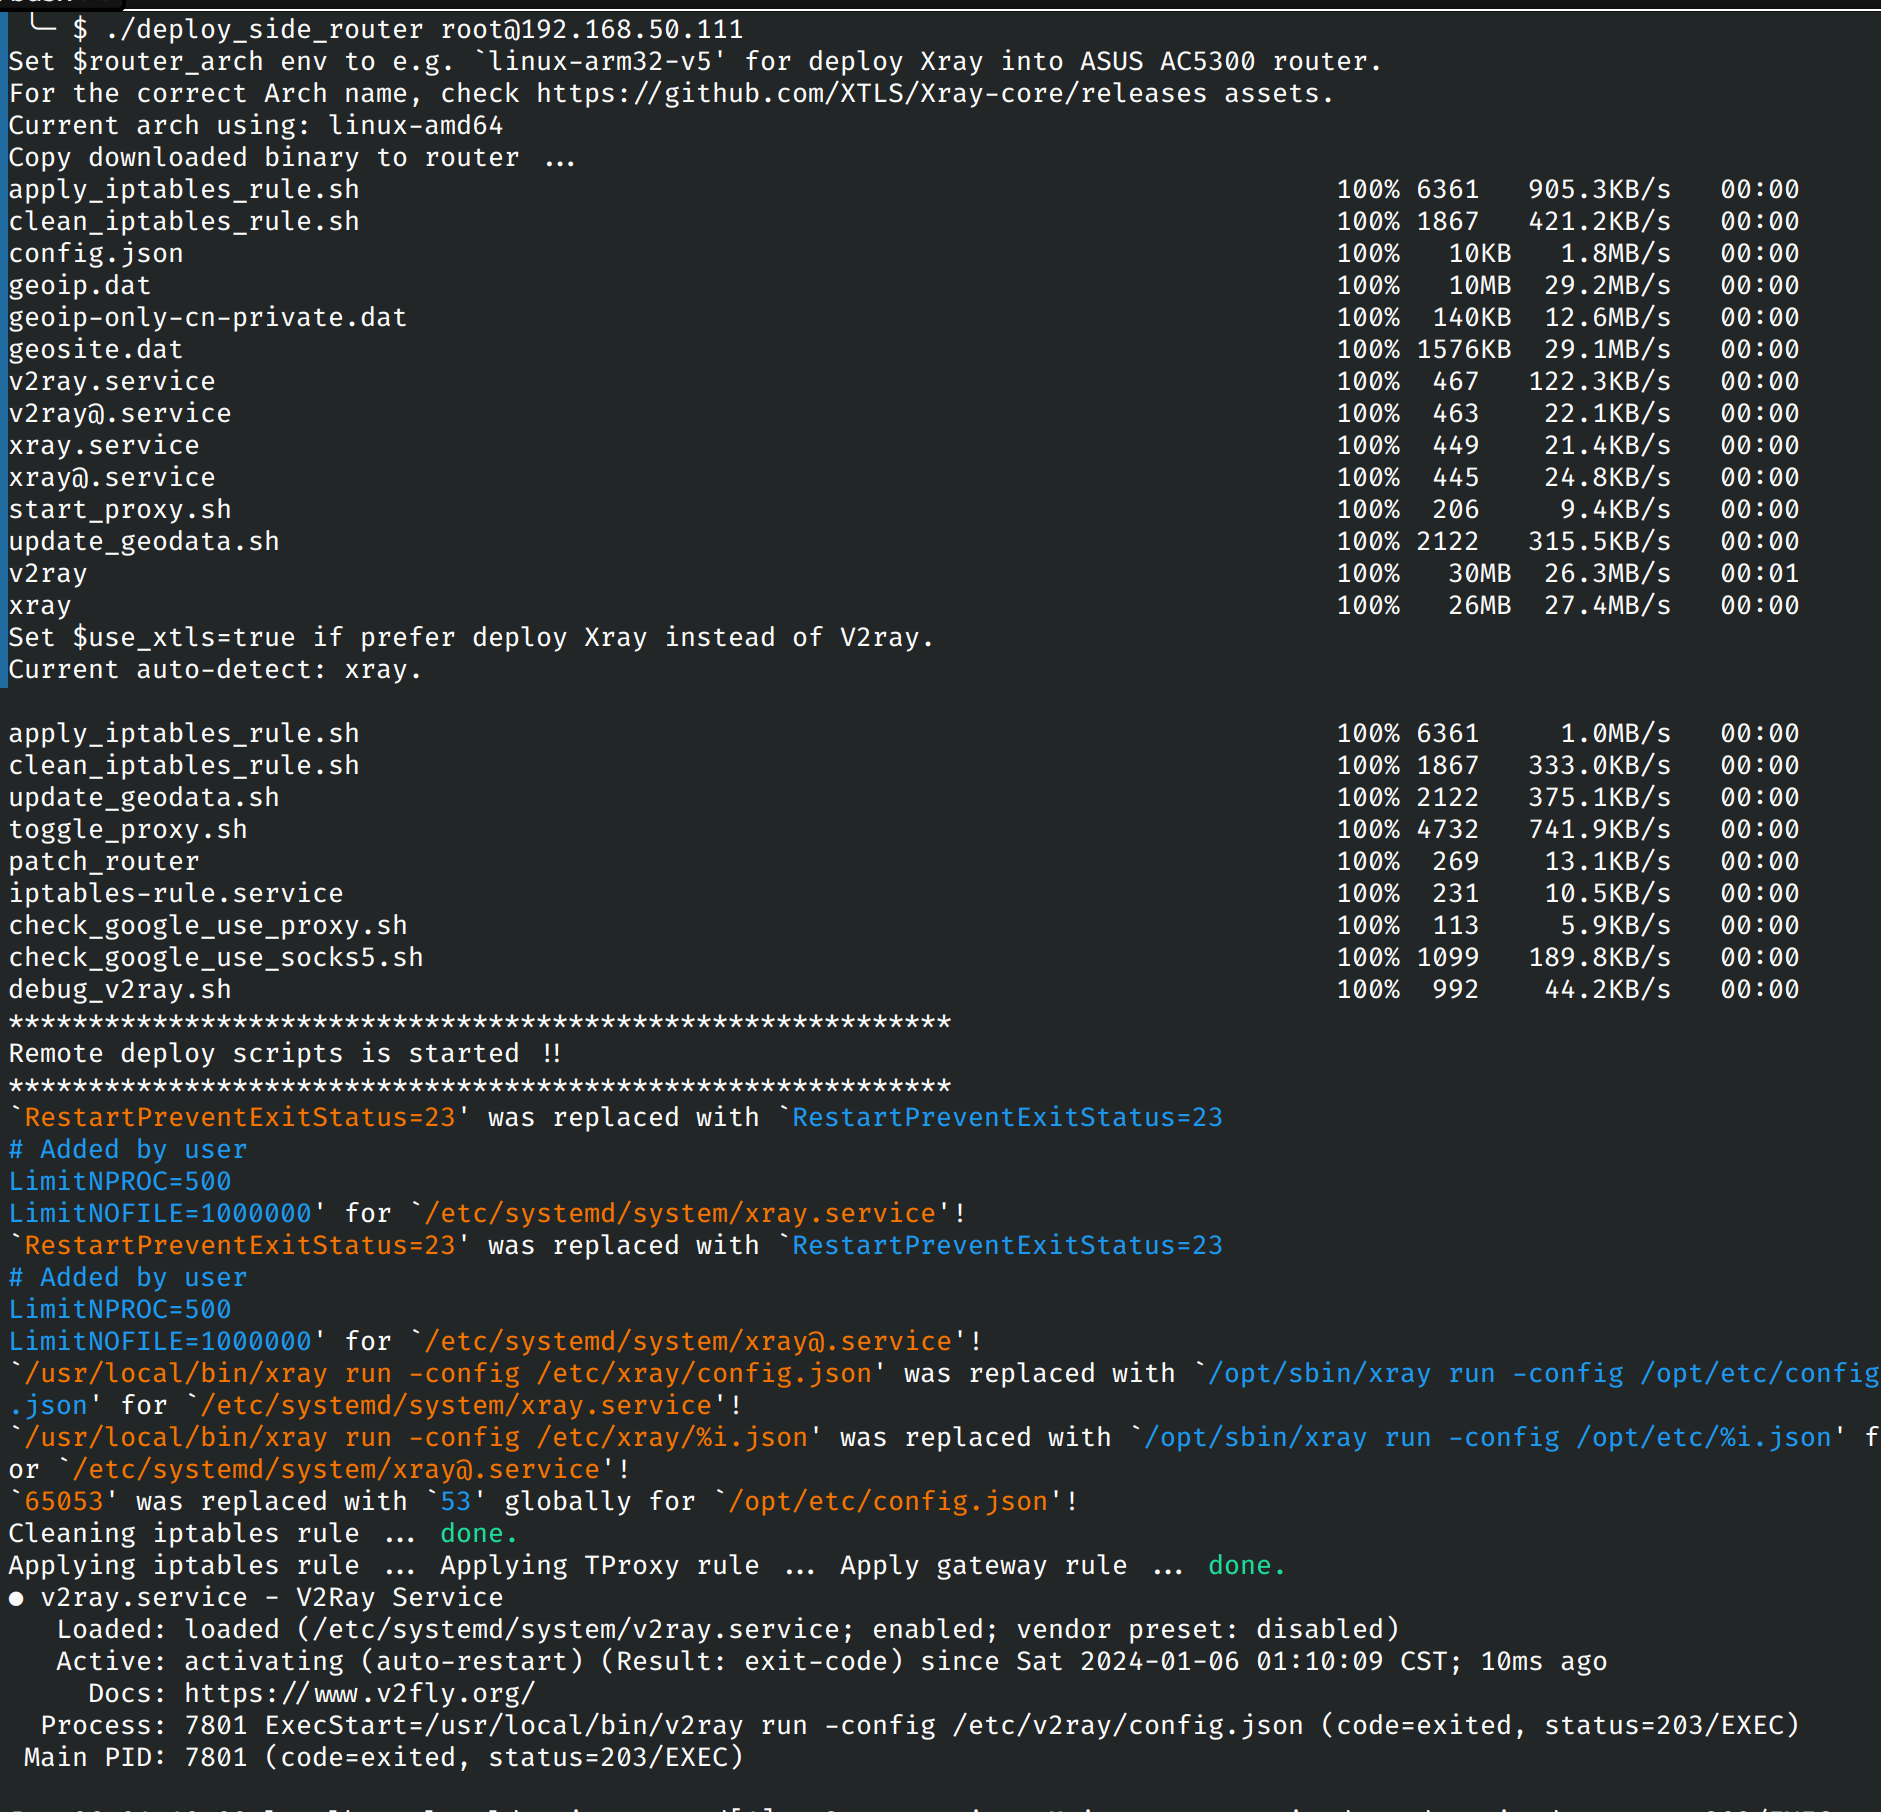 $ ./deploy_side_router root@192.168.50.111
Set $router_arch env to e.g. `linux-arm32-v5' for deploy Xray into ASUS AC5300 router.
For the correct Arch name, check https://github.com/XTLS/Xray-core/releases assets.
Current arch using: linux-amd64
Copy downloaded binary to router ...
apply_iptables_rule.sh 100% 6361 905.3KB/s 00:00
clean_iptables_rule.sh 100% 1867 421.2KB/s 00:00
config.json 100% 10KB 1.8MB/s 00:00
geoip.dat 100% 10MB 29.2MB/s 00:00
geoip-only-cn-private.dat 100% 140KB 12.6MB/s 00:00
geosite.dat 100% 1576KB 29.1MB/s 00:00
v2ray.service 100% 467 122.3KB/s 00:00
v2ray@.service 100% 463 22.1KB/s 00:00
xray.service 100% 449 21.4KB/s 00:00
xray@.service 100% 445 24.8KB/s 00:00
start_proxy.sh 100% 206 9.4KB/s 00:00
update_geodata.sh 100% 2122 315.5KB/s 00:00
v2ray 100% 30MB 26.3MB/s 00:01
xray 100% 26MB 27.4MB/s 00:00
Set $use_xtls=true if prefer deploy Xray instead of V2ray.
Current auto-detect: xray.
apply_iptables_rule.sh 100% 6361 1.0MB/s 00:00
clean_iptables_rule.sh 100% 1867 333.0KB/s 00:00
update_geodata.sh 100% 2122 375.1KB/s 00:00
toggle_proxy.sh 100% 4732 741.9KB/s 00:00
patch_router 100% 269 13.1KB/s 00:00
iptables-rule.service 100% 231 10.5KB/s 00:00
check_google_use_proxy.sh 100% 113 5.9KB/s 00:00
check_google_use_socks5.sh 100% 1099 189.8KB/s 00:00
debug_v2ray.sh 100% 992 44.2KB/s 00:00
***********************************************************
Remote deploy scripts is started !!
***********************************************************
`RestartPreventExitStatus=23' was replaced with `RestartPreventExitStatus=23
# Added by user
LimitNPROC=500
LimitNOFILE=1000000' for `/etc/systemd/system/xray.service'!
`RestartPreventExitStatus=23' was replaced with `RestartPreventExitStatus=23
# Added by user
LimitNPROC=500
LimitNOFILE=1000000' for `/etc/systemd/system/xray@.service'!
`/usr/local/bin/xray run -config /etc/xray/config.json' was replaced with `/opt/sbin/xray run -config /opt/etc/config
.json' for `/etc/systemd/system/xray.service'!
`/usr/local/bin/xray run -config /etc/xray/%i.json' was replaced with `/opt/sbin/xray run -config /opt/etc/%i.json' f
or `/etc/systemd/system/xray@.service'!
`65053' was replaced with `53' globally for `/opt/etc/config.json'!
Cleaning iptables rule ... done.
Applying iptables rule ... Applying TProxy rule ... Apply gateway rule ... done.
● v2ray.service - V2Ray Service
Loaded: loaded (/etc/systemd/system/v2ray.service; enabled; vendor preset: disabled)
Active: activating (auto-restart) (Result: exit-code) since Sat 2024-01-06 01:10:09 CST; 10ms ago
Docs: https://www.v2fly.org/
Process: 7801 ExecStart=/usr/local/bin/v2ray run -config /etc/v2ray/config.json (code=exited, status=203/EXEC)
Main PID: 7801 (code=exited, status=203/EXEC)